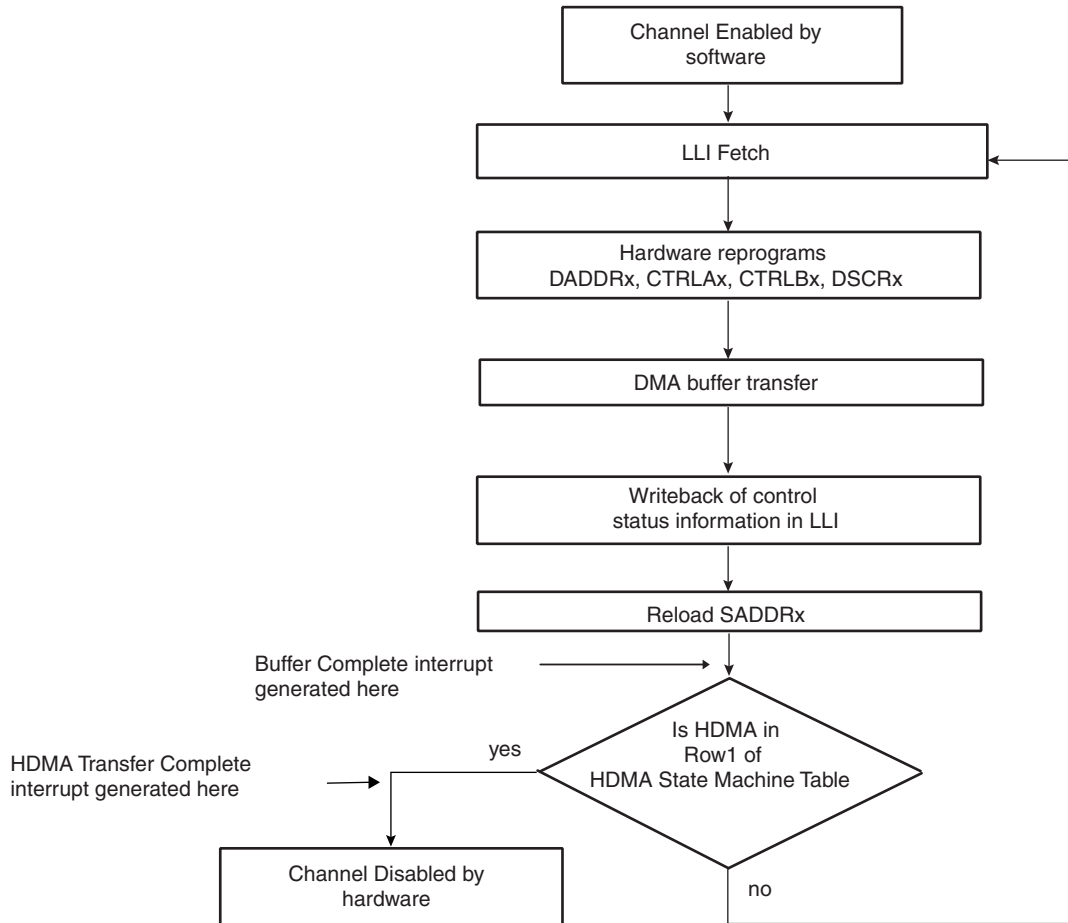 Channel Enabled by
software
LLI Fetch
Hardware reprograms
DADDRx, CTRLAx, CTRLBx, DSCRx
DMA buffer transfer
Writeback of control
status information in LLI
Reload SADDRx
Buffer Complete interrupt
generated here
Is HDMA in
Row1 of
HDMA State Machine Table
yes
HDMA Transfer Complete
interrupt generated here
Channel Disabled by
hardware
no